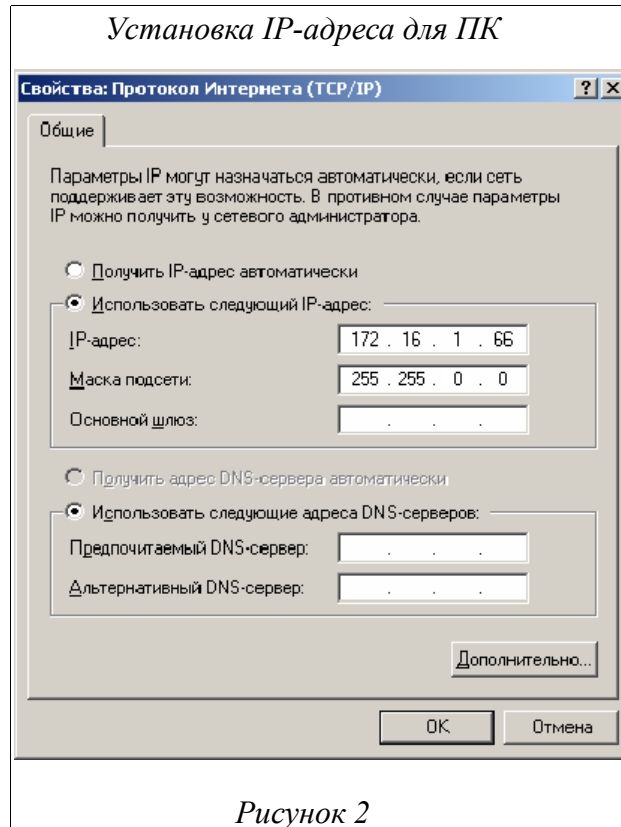 Установка IP-адреса для ПК
Свойства: Протокол Интернета (TCP/IP)
Общие
Параметры IP могут назначаться автоматически, если сеть
поддерживает эту возможность. В противном случае параметры
IP можно получить у сетевого администратора.
Получить IP-адрес автоматически
Использовать следующий IP-адрес:
IP-адрес: 172 . 16 . 1 . 66
Маска подсети: 255 . 255 . 0 . 0
Основной шлюз: . . .
Получить адрес DNS-сервера автоматически
Использовать следующие адреса DNS-серверов:
Предпочитаемый DNS-сервер: . . .
Альтернативный DNS-сервер: . . .
Дополнительно...
OK Отмена
Рисунок 2